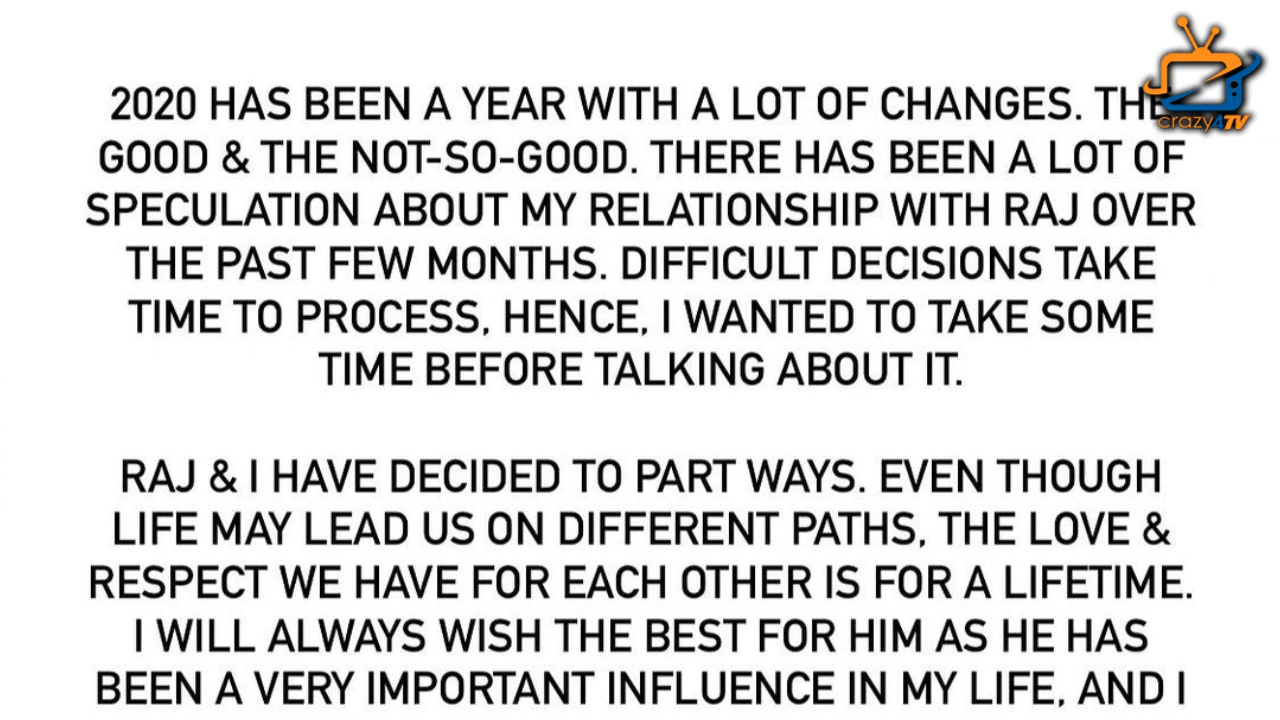 2020 HAS BEEN A YEAR WITH A LOT OF CHANGES. THE
GOOD & THE NOT-SO-GOOD. THERE HAS BEEN A LOT OF
SPECULATION ABOUT MY RELATIONSHIP WITH RAJ OVER
THE PAST FEW MONTHS. DIFFICULT DECISIONS TAKE
TIME TO PROCESS, HENCE, I WANTED TO TAKE SOME
TIME BEFORE TALKING ABOUT IT.
RAJ & I HAVE DECIDED TO PART WAYS. EVEN THOUGH
LIFE MAY LEAD US ON DIFFERENT PATHS, THE LOVE &
RESPECT WE HAVE FOR EACH OTHER IS FOR A LIFETIME.
I WILL ALWAYS WISH THE BEST FOR HIM AS HE HAS
BEEN A VERY IMPORTANT INFLUENCE IN MY LIFE, AND I
crazy4TV